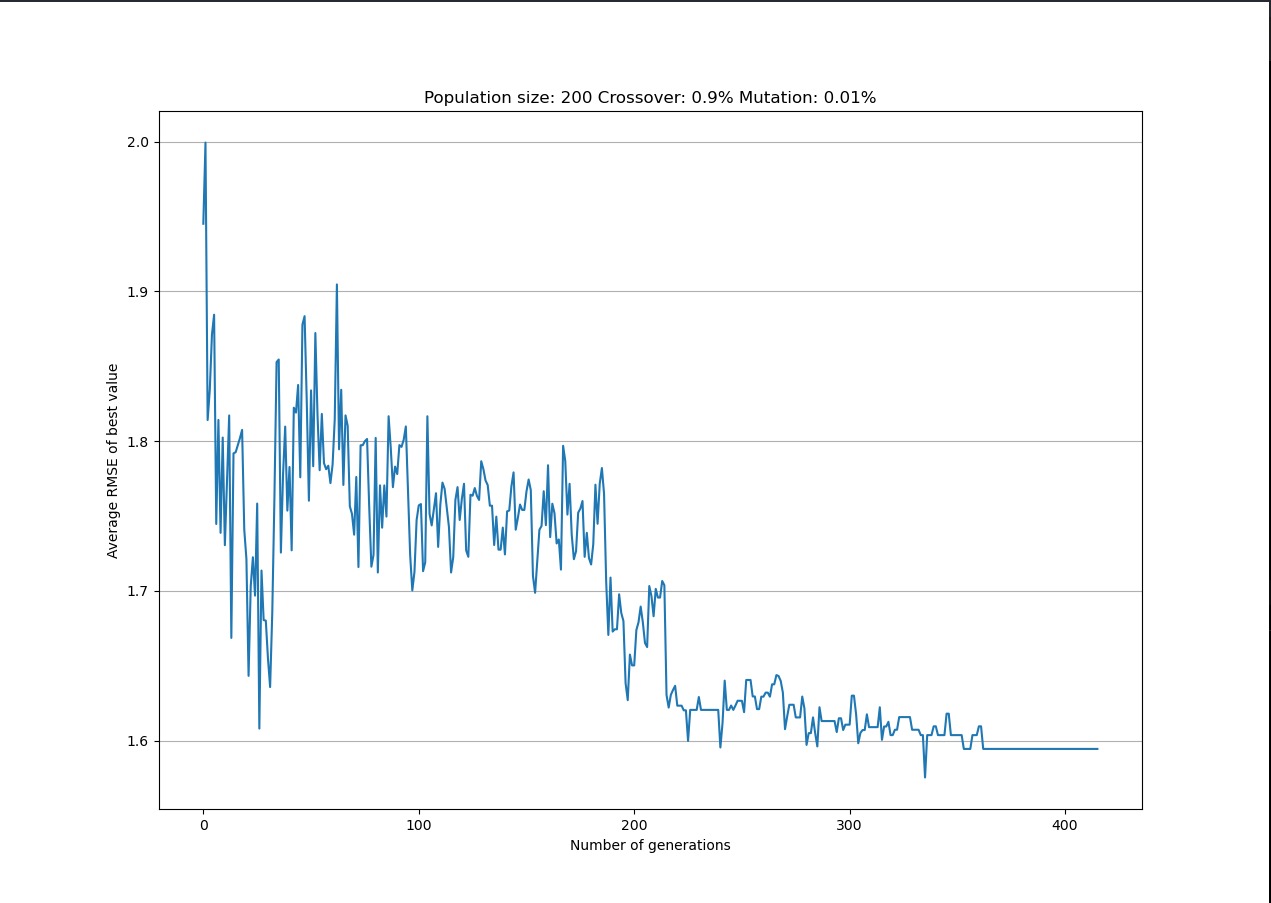 Population size: 200 Crossover: 0.9% Mutation: 0.01%
2.0
1.9
1.8
1.7
1.6
Average RMSE of best value
0 100 200 300 400
Number of generations